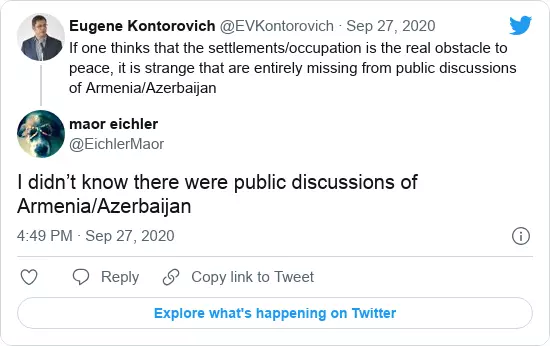 Eugene Kontorovich @EVKontorovich · Sep 27, 2020
If one thinks that the settlements/occupation is the real obstacle to
peace, it is strange that are entirely missing from public discussions
of Armenia/Azerbaijan
maor eichler
@EichlerMaor
I didn’t know there were public discussions of
Armenia/Azerbaijan
4:49 PM · Sep 27, 2020
Reply Copy link to Tweet
Explore what's happening on Twitter